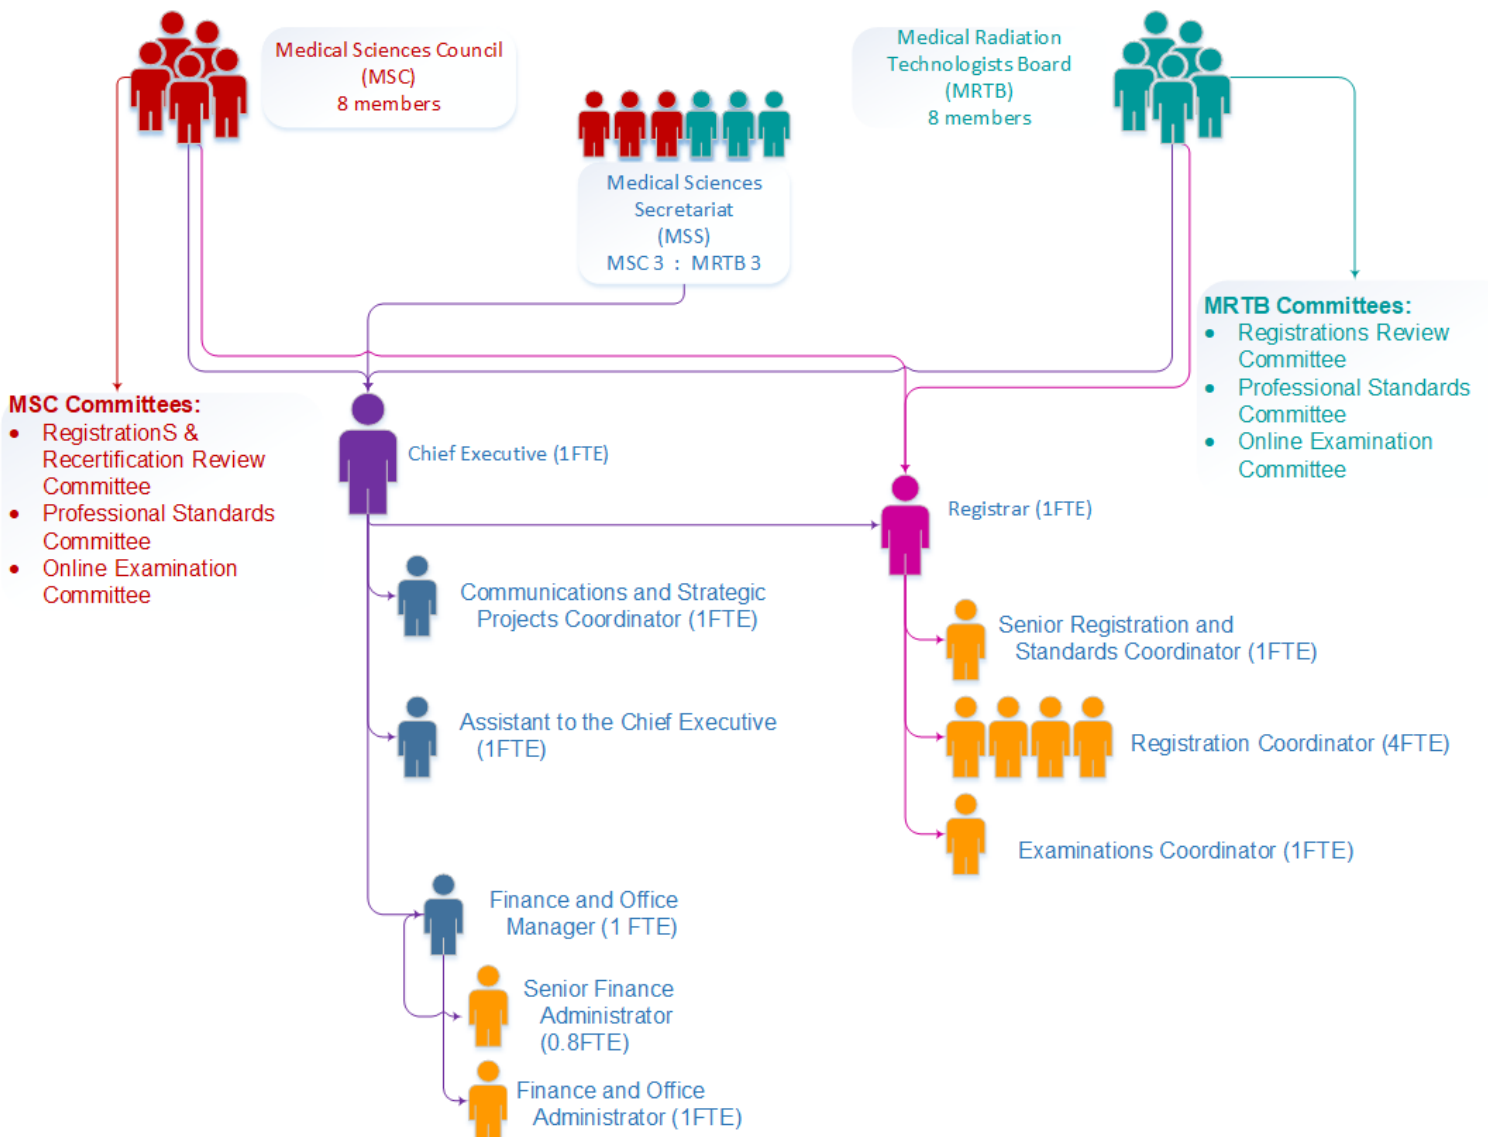 Medical Sciences Council
(MSC)
8 members
Medical Radiation
Technologists Board
(MRTB)
8 members
Medical Sciences
Secretariat
(MSS)
MSC 3 : MRTB 3
MRTB Committees:
• Registrations Review
Committee
• Professional Standards
Committee
• Online Examination
Committee
MSC Committees:
• RegistrationS &
Recertification Review
Committee
• Professional Standards
Committee
• Online Examination
Committee
Chief Executive (1FTE)
Registrar (1FTE)
Communications and Strategic
Projects Coordinator (1FTE)
Senior Registration and
Standards Coordinator (1FTE)
Assistant to the Chief Executive
(1FTE)
Registration Coordinator (4FTE)
Examinations Coordinator (1FTE)
Finance and Office
Manager (1 FTE)
Senior Finance
Administrator
(0.8FTE)
Finance and Office
Administrator (1FTE)